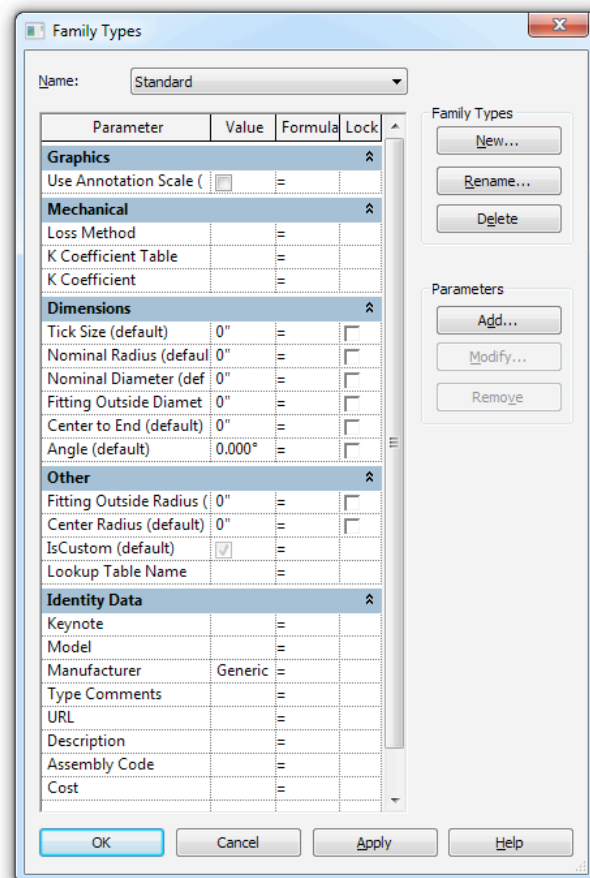 Family Types
Name: Standard
Parameter Value Formula Lock
Graphics
Use Annotation Scale ( =
Mechanical
Loss Method =
K Coefficient Table =
K Coefficient =
Dimensions
Tick Size (default) 0" =
Nominal Radius (defaul 0" =
Nominal Diameter (def 0" =
Fitting Outside Diamet 0" =
Center to End (default) 0" =
Angle (default) 0.000° =
Other
Fitting Outside Radius ( 0" =
Center Radius (default) 0" =
IsCustom (default) =
Lookup Table Name =
Identity Data
Keynote =
Model =
Manufacturer Generic =
Type Comments =
URL =
Description =
Assembly Code =
Cost =
Family Types
New...
Rename...
Delete
Parameters
Add...
Modify...
Remove
OK Cancel Apply Help